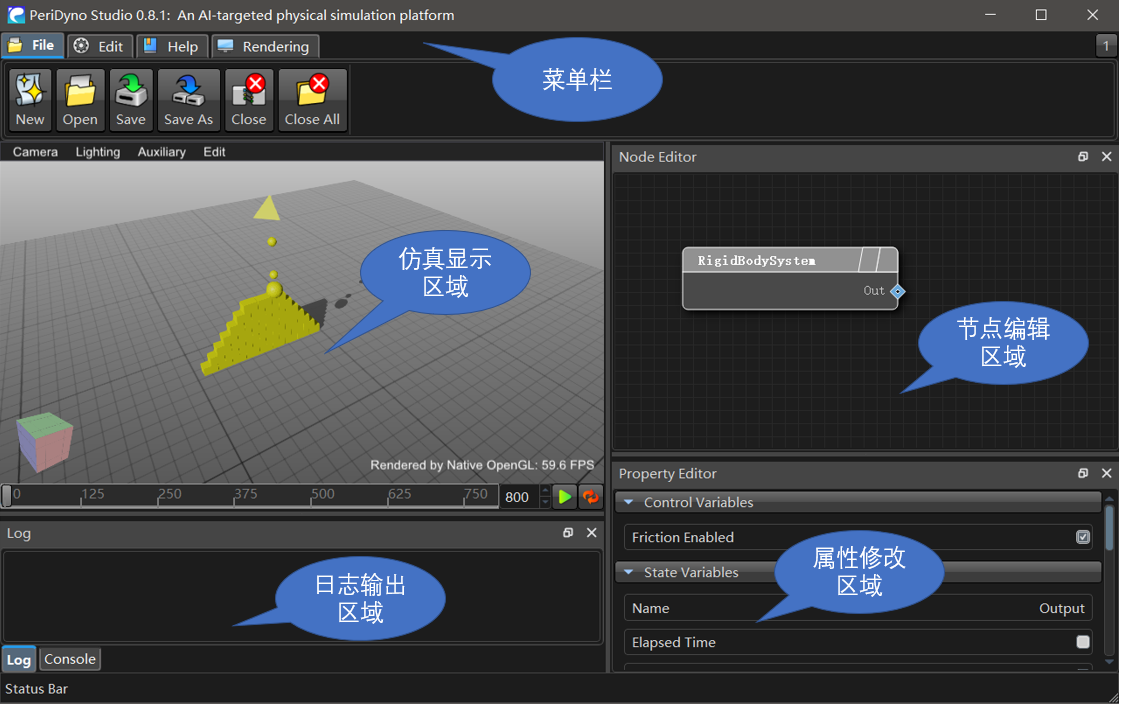 PeriDyno Studio 0.8.1: An AI-targeted physical simulation platform
File Edit Help Rendering 1
菜单栏
New Open Save Save As Close Close All
Camera Lighting Auxiliary Edit
仿真显示
区域
Rendered by Native OpenGL: 59.6 FPS
0 125 250 375 500 625 750 800
Log
日志输出
区域
Log Console
Node Editor
RigidBodySystem
Out
节点编辑
区域
Property Editor
Control Variables
Friction Enabled
属性修改
区域
State Variables
Name Output
Elapsed Time
Status Bar